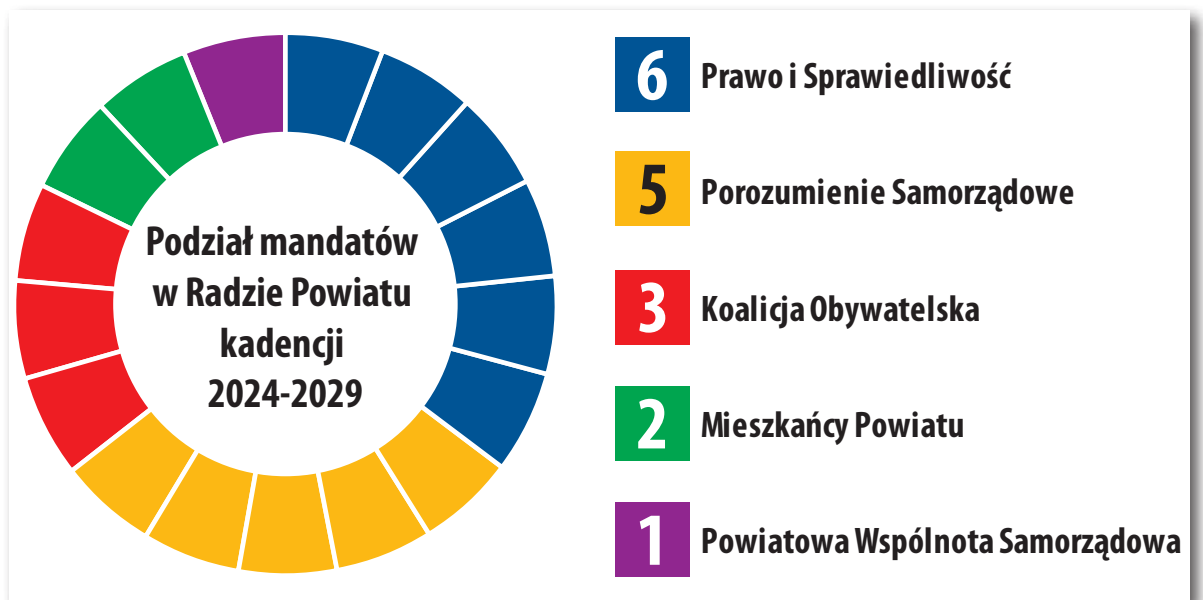 Podział mandatów
w Radzie Powiatu
kadencji
2024-2029
6 Prawo i Sprawiedliwość
5 Porozumienie Samorządowe
3 Koalicja Obywatelska
2 Mieszkańcy Powiatu
1 Powiatowa Wspólnota Samorządowa